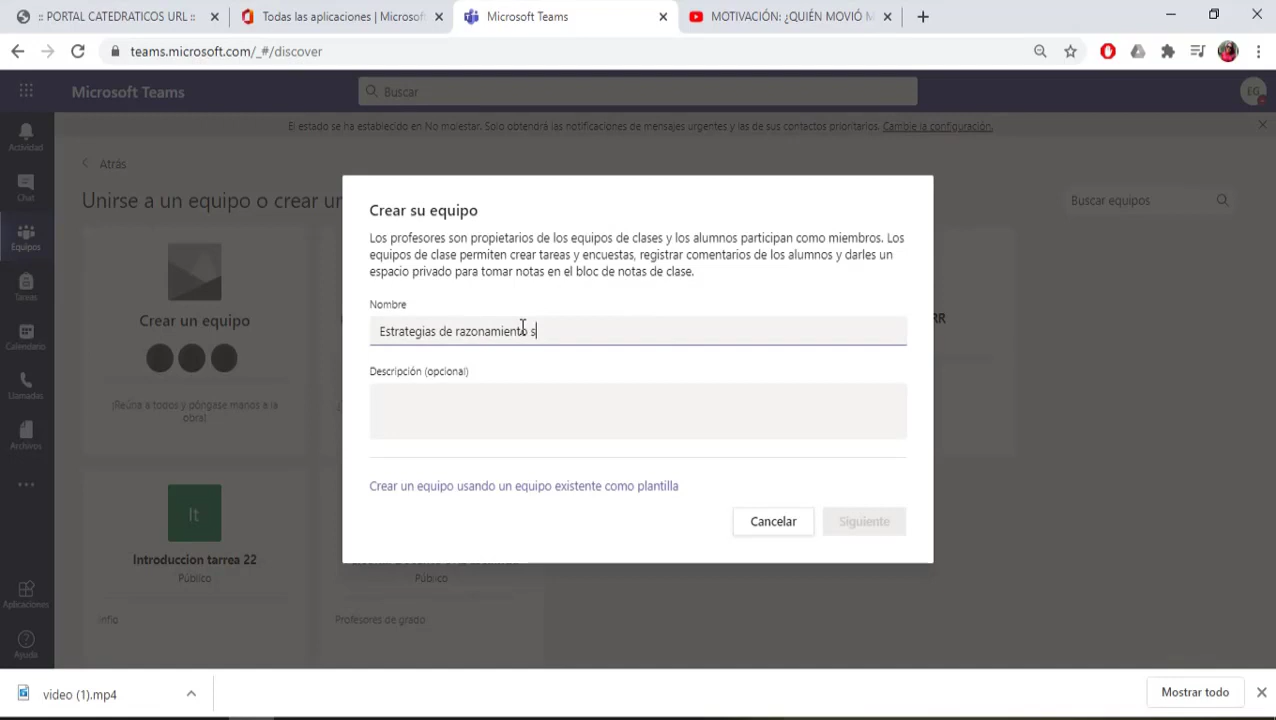 :: PORTAL CATEDRATICOS URL ::
Todas las aplicaciones | Microsof
Microsoft Teams
MOTIVACIÓN: ¿QUIÉN MOVIÓ M
teams.microsoft.com/_#/discover
Microsoft Teams
Buscar
EG
El estado se ha establecido en No molestar. Solo obtendrá las notificaciones de mensajes urgentes y las de sus contactos prioritarios. Cambie la configuración.
Actividad
Chat
Equipos
Tareas
Calendario
Llamadas
Archivos
Aplicaciones
Ayuda
Atrás
Unirse a un equipo o crear un
Buscar equipos
Crear un equipo
¡Reúna a todos y póngase manos a la
obra!
RR
It
Introduccion tarrea 22
Público
Info
Público
Profesores de grado
Crear su equipo
Los profesores son propietarios de los equipos de clases y los alumnos participan como miembros. Los
equipos de clase permiten crear tareas y encuestas, registrar comentarios de los alumnos y darles un
espacio privado para tomar notas en el bloc de notas de clase.
Nombre
Estrategias de razonamiento s
Descripción (opcional)
Crear un equipo usando un equipo existente como plantilla
Cancelar
Siguiente
video (1).mp4
Mostrar todo